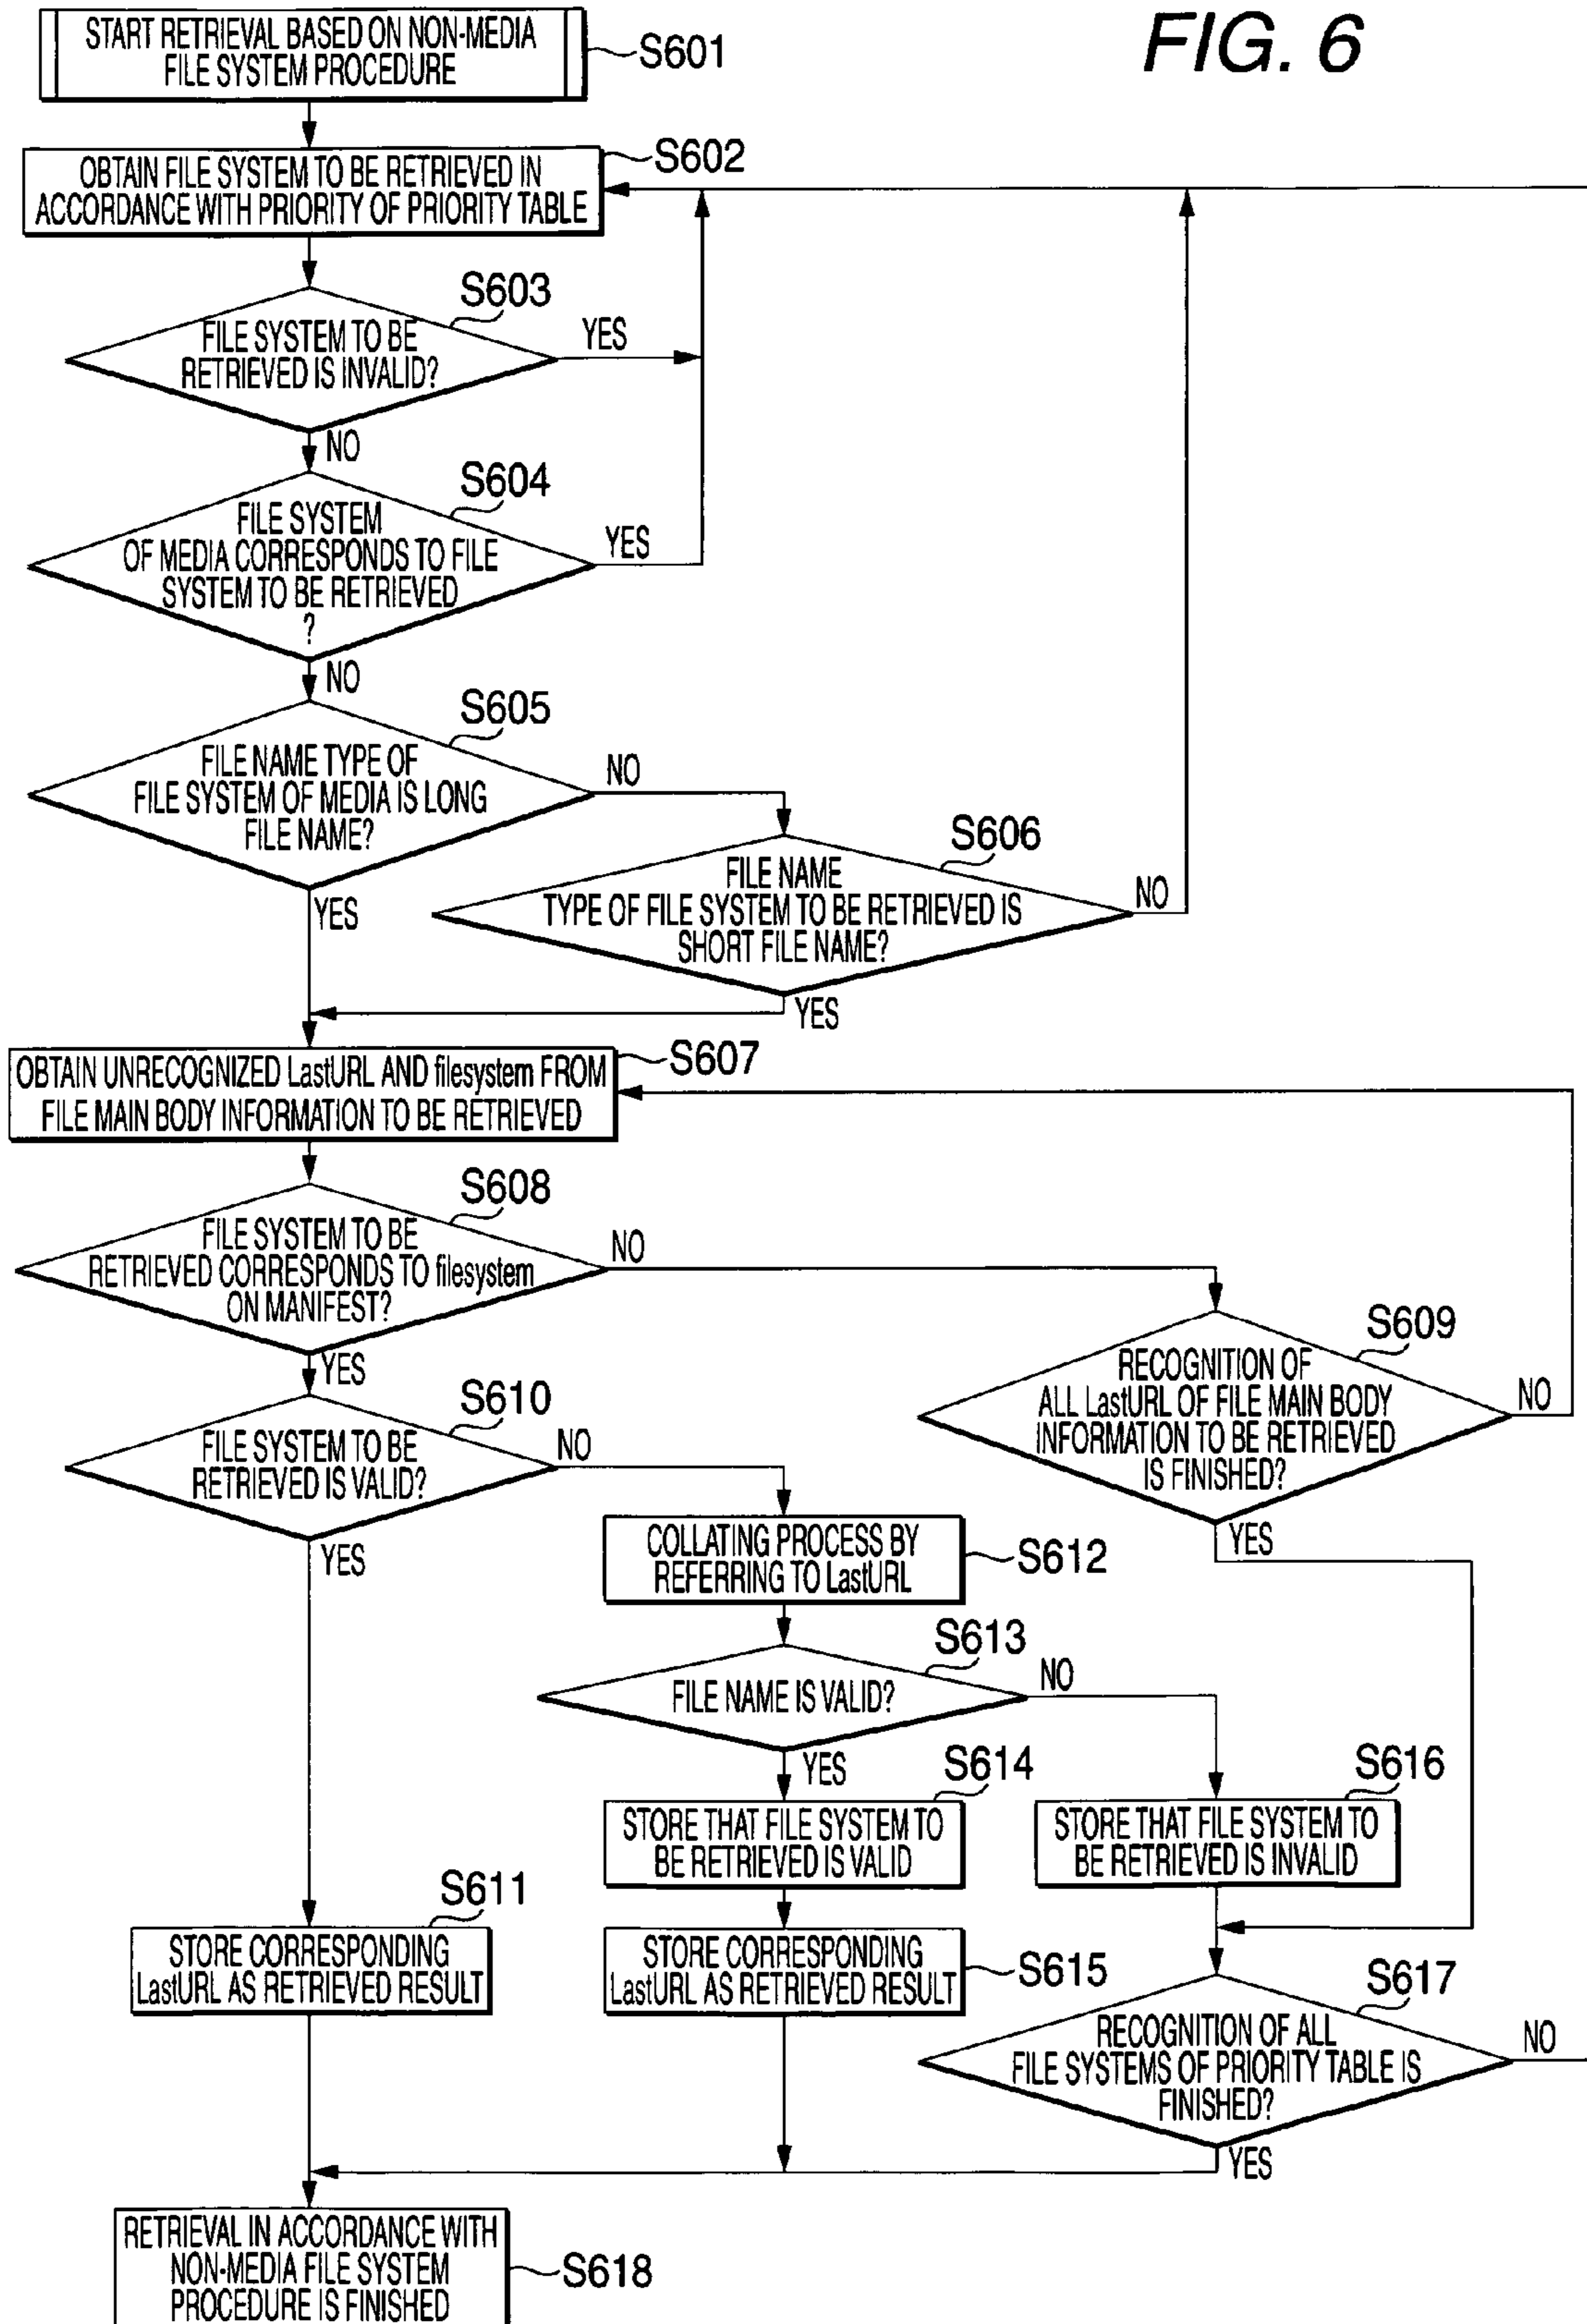 FIG. 6
START RETRIEVAL BASED ON NON-MEDIA
FILE SYSTEM PROCEDURE
S601
OBTAIN FILE SYSTEM TO BE RETRIEVED IN
ACCORDANCE WITH PRIORITY OF PRIORITY TABLE
S602
S603
FILE SYSTEM TO BE
RETRIEVED IS INVALID?
YES
NO
S604
FILE SYSTEM
OF MEDIA CORRESPONDS TO FILE
SYSTEM TO BE RETRIEVED
?
YES
NO
S605
FILE NAME TYPE OF
FILE SYSTEM OF MEDIA IS LONG
FILE NAME?
NO
YES
S606
FILE NAME
TYPE OF FILE SYSTEM TO BE RETRIEVED IS
SHORT FILE NAME?
NO
YES
OBTAIN UNRECOGNIZED LastURL AND filesystem FROM
FILE MAIN BODY INFORMATION TO BE RETRIEVED
S607
S608
FILE SYSTEM TO BE
RETRIEVED CORRESPONDS TO filesystem
ON MANIFEST?
NO
YES
S609
RECOGNITION OF
ALL LastURL OF FILE MAIN BODY
INFORMATION TO BE RETRIEVED
IS FINISHED?
NO
YES
S610
FILE SYSTEM TO BE
RETRIEVED IS VALID?
NO
YES
COLLATING PROCESS BY
REFERRING TO LastURL
S612
S613
FILE NAME IS VALID?
NO
YES
S614
STORE THAT FILE SYSTEM TO
BE RETRIEVED IS VALID
S616
STORE THAT FILE SYSTEM TO
BE RETRIEVED IS INVALID
S611
STORE CORRESPONDING
LastURL AS RETRIEVED RESULT
STORE CORRESPONDING
LastURL AS RETRIEVED RESULT
S615
S617
RECOGNITION OF ALL
FILE SYSTEMS OF PRIORITY TABLE IS
FINISHED?
NO
YES
RETRIEVAL IN ACCORDANCE WITH
NON-MEDIA FILE SYSTEM
PROCEDURE IS FINISHED
S618